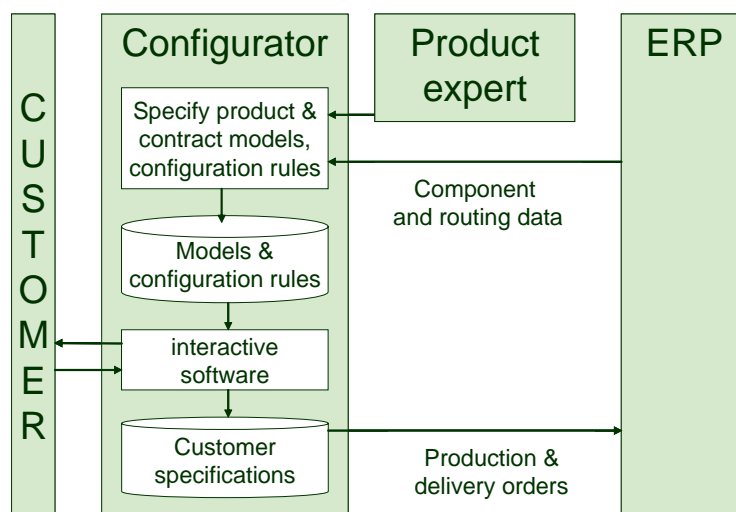 CUSTOMER
Configurator
Product
expert
ERP
Specify product &
contract models,
configuration rules
Component
and routing data
Models &
configuration rules
interactive
software
Customer
specifications
Production &
delivery orders